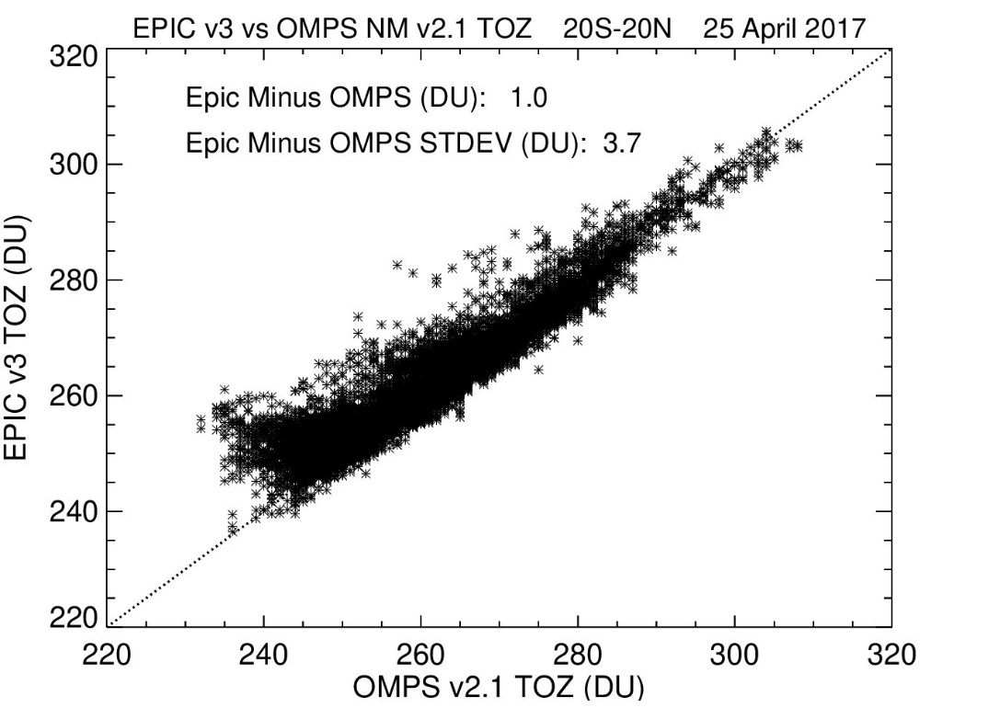 EPIC v3 vs OMPS NM v2.1 TOZ 20S-20N 25 April 2017
Epic Minus OMPS (DU): 1.0
Epic Minus OMPS STDEV (DU): 3.7
EPIC v3 TOZ (DU)
320
300
280
260
240
220
220 240 260 280 300 320
OMPS v2.1 TOZ (DU)